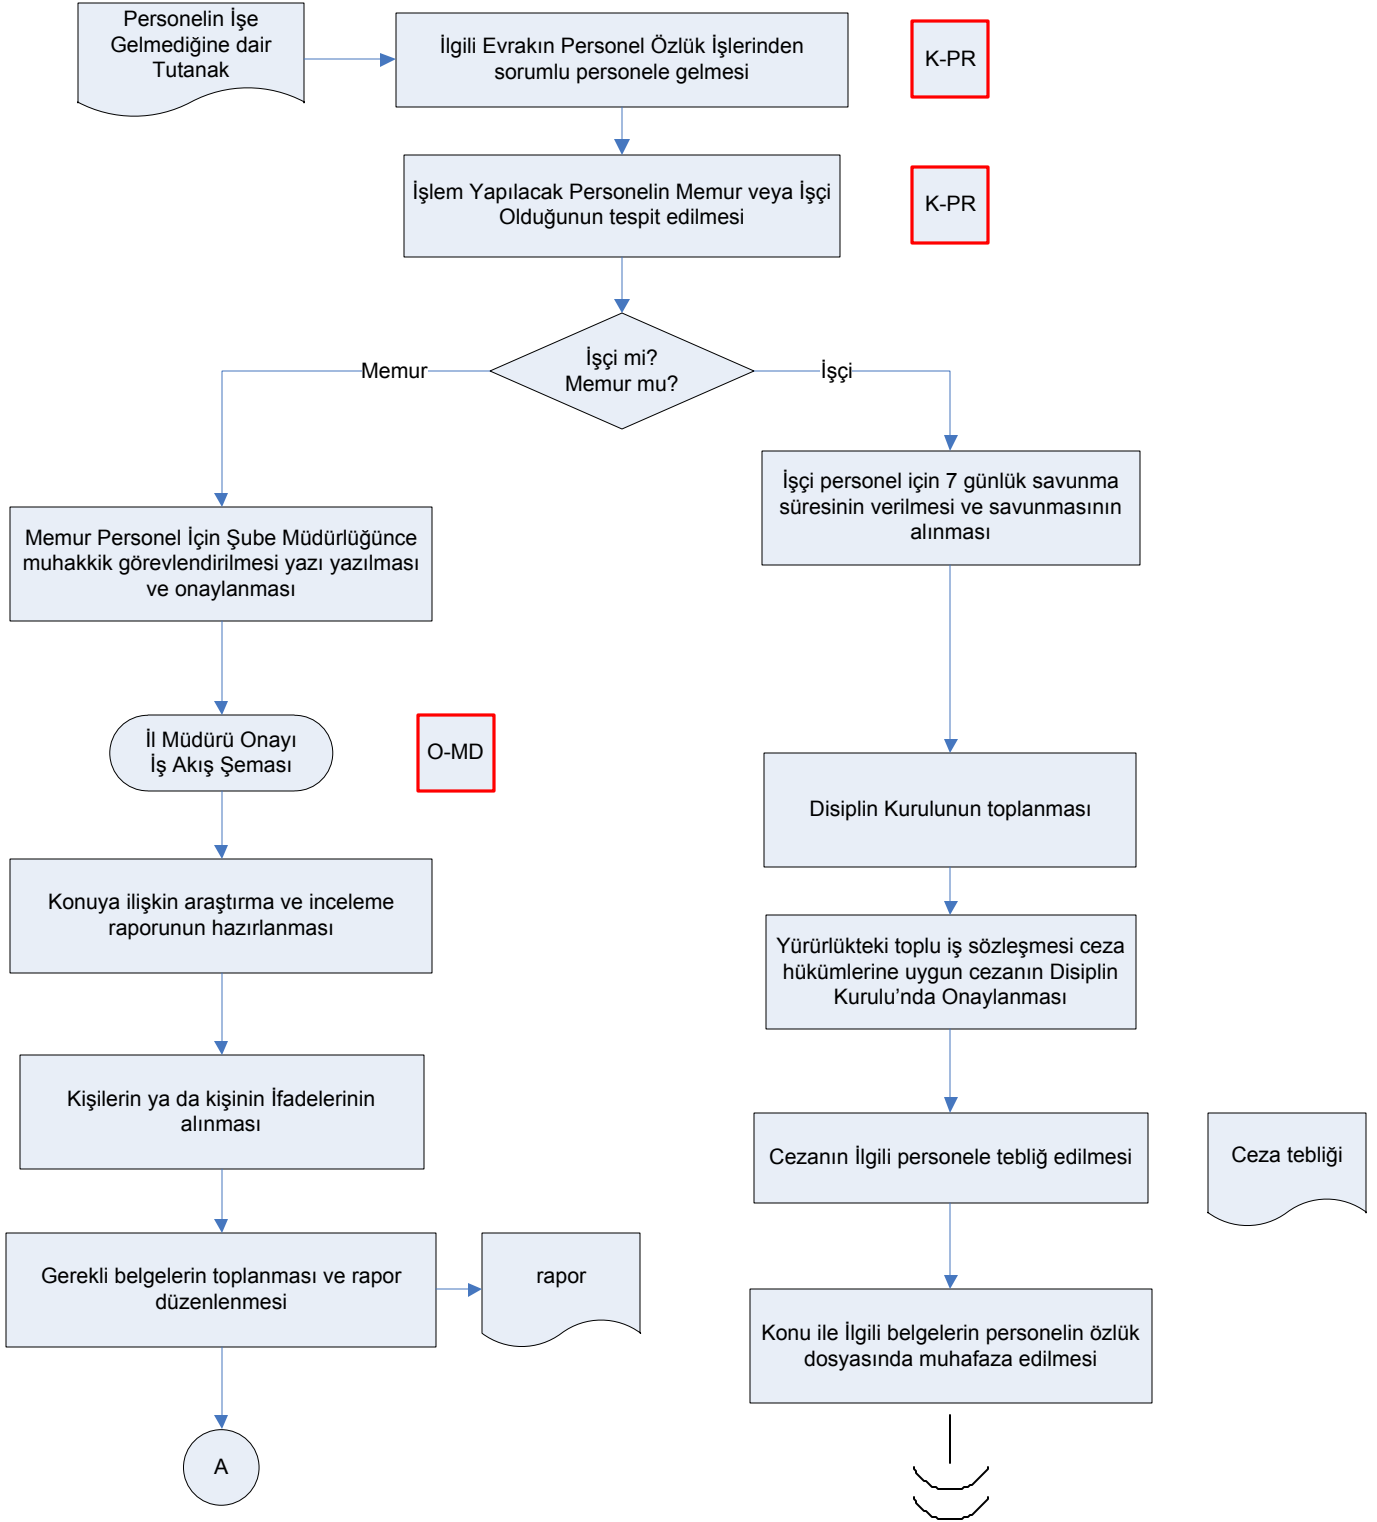 Personelin İşe
Gelmediğine dair
Tutanak
İlgili Evrakın Personel Özlük İşlerinden
sorumlu personele gelmesi
K-PR
İşlem Yapılacak Personelin Memur veya İşçi
Olduğunun tespit edilmesi
K-PR
İşçi mi?
Memur mu?
Memur
İşçi
İşçi personel için 7 günlük savunma
süresinin verilmesi ve savunmasının
alınması
Memur Personel İçin Şube Müdürlüğünce
muhakkik görevlendirilmesi yazı yazılması
ve onaylanması
İl Müdürü Onayı
İş Akış Şeması
O-MD
Disiplin Kurulunun toplanması
Konuya ilişkin araştırma ve inceleme
raporunun hazırlanması
Yürürlükteki toplu iş sözleşmesi ceza
hükümlerine uygun cezanın Disiplin
Kurulu’nda Onaylanması
Kişilerin ya da kişinin İfadelerinin
alınması
Cezanın İlgili personele tebliğ edilmesi
Ceza tebliği
Gerekli belgelerin toplanması ve rapor
düzenlenmesi
rapor
Konu ile İlgili belgelerin personelin özlük
dosyasında muhafaza edilmesi
A